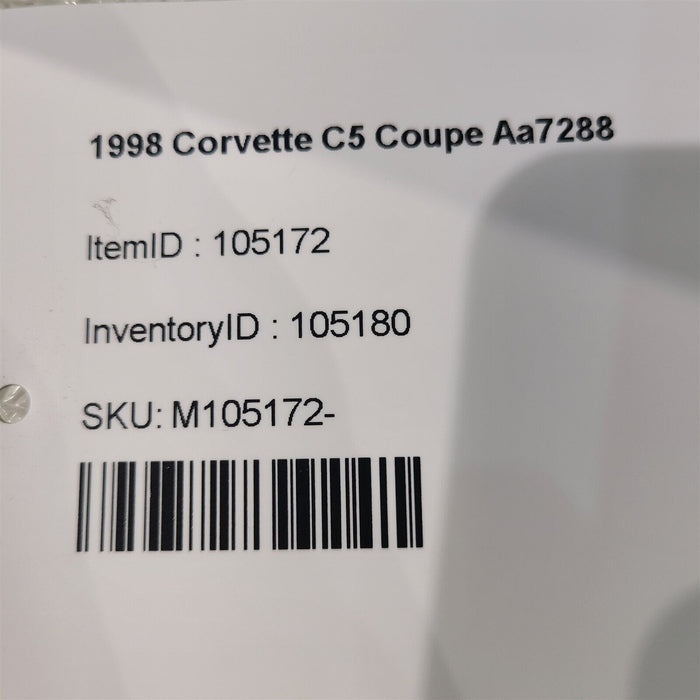 1998 Corvette C5 Coupe Aa7288
ItemID : 105172
InventoryID : 105180
SKU: M105172-